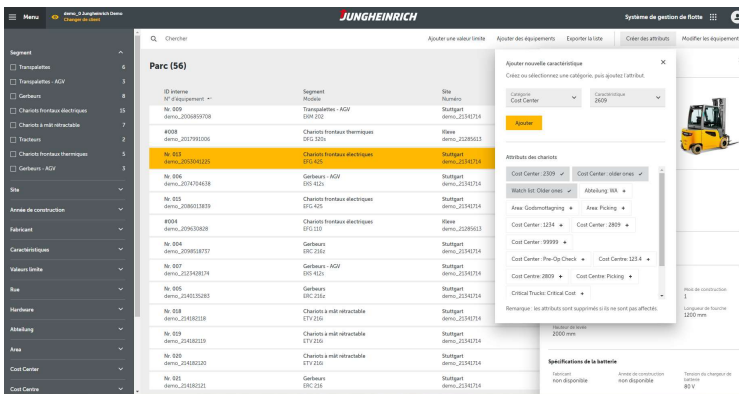 Menu
demo_D Jungheinrich Demo
Changer de client
JUNGHEINRICH
Système de gestion de flotte
Chercher
Ajouter une valeur limite
Ajouter des équipements
Exporter la liste
Créer des attributs
Modifier les équipement
Segment
Transpalettes 6
Transpalettes - AGV 3
Gerbeurs 8
Chariots frontaux électriques 15
Chariots à mât rétractable 7
Tracteurs 2
Chariots frontaux thermiques 5
Gerbeurs - AGV 3
Site
Année de construction
Fabricant
Caractéristiques
Valeurs limite
Rue
Hardware
Abteilung
Area
Cost Center
Cost Centre
Parc (56)
ID interne Segment Site
N° d'équipement Modèle Numéro
Nr. 009 Transpalettes - AGV Stuttgart
demo_2006859708 EKM 202 demo_21341714
#008 Chariots frontaux thermiques Kleve
demo_2017991006 DFG 320s demo_21285613
Nr. 013 Chariots frontaux électriques Stuttgart
demo_2053041225 EFG 425 demo_21341714
Nr. 006 Gerbeurs - AGV Stuttgart
demo_2074704638 EKS 412s demo_21341714
Nr. 015 Chariots frontaux électriques Stuttgart
demo_2086013839 EFG 425 demo_21341714
#004 Chariots frontaux électriques Kleve
demo_209630828 EFG 110 demo_21285613
Nr. 004 Gerbeurs Stuttgart
demo_2098518737 ERC 216z demo_21341714
Nr. 007 Gerbeurs - AGV Stuttgart
demo_2123428174 EKS 412s demo_21341714
Nr. 005 Gerbeurs Stuttgart
demo_2140135283 ERC 216z demo_21341714
Nr. 018 Chariots à mât rétractable Stuttgart
demo_214182118 ETV 216i demo_21341714
Nr. 019 Chariots à mât rétractable Stuttgart
demo_214182119 ETV 216i demo_21341714
Nr. 020 Chariots à mât rétractable Stuttgart
demo_214182120 ETV 216i demo_21341714
Nr. 021 Gerbeurs Stuttgart
demo_214182121 ERC 216 demo_21341714
Ajouter nouvelle caractéristique
Créez ou sélectionnez une catégorie, puis ajoutez l'attribut.
Catégorie Caractéristique
Cost Center 2609
Ajouter
Attributs des chariots
Cost Center : 2309 Cost Center : older ones
Watch list: Older ones Abteilung: WA +
Area: Godsmottagning + Area: Picking +
Cost Center : 1234 + Cost Center : 2809 +
Cost Center : 99999 +
Cost Center : Pre-Op Check + Cost Centre: 123.4 +
Cost Centre: 2809 + Cost Centre: Picking +
Critical Trucks: Critical Cost +
Remarque : les attributs sont supprimés s'ils ne sont pas affectés.
Mois de construction
1
Longueur de fourche
1200 mm
Hauteur de levée
2000 mm
Spécifications de la batterie
Fabricant Année de construction Tension du chargeur de batterie
non disponible non disponible 80 V